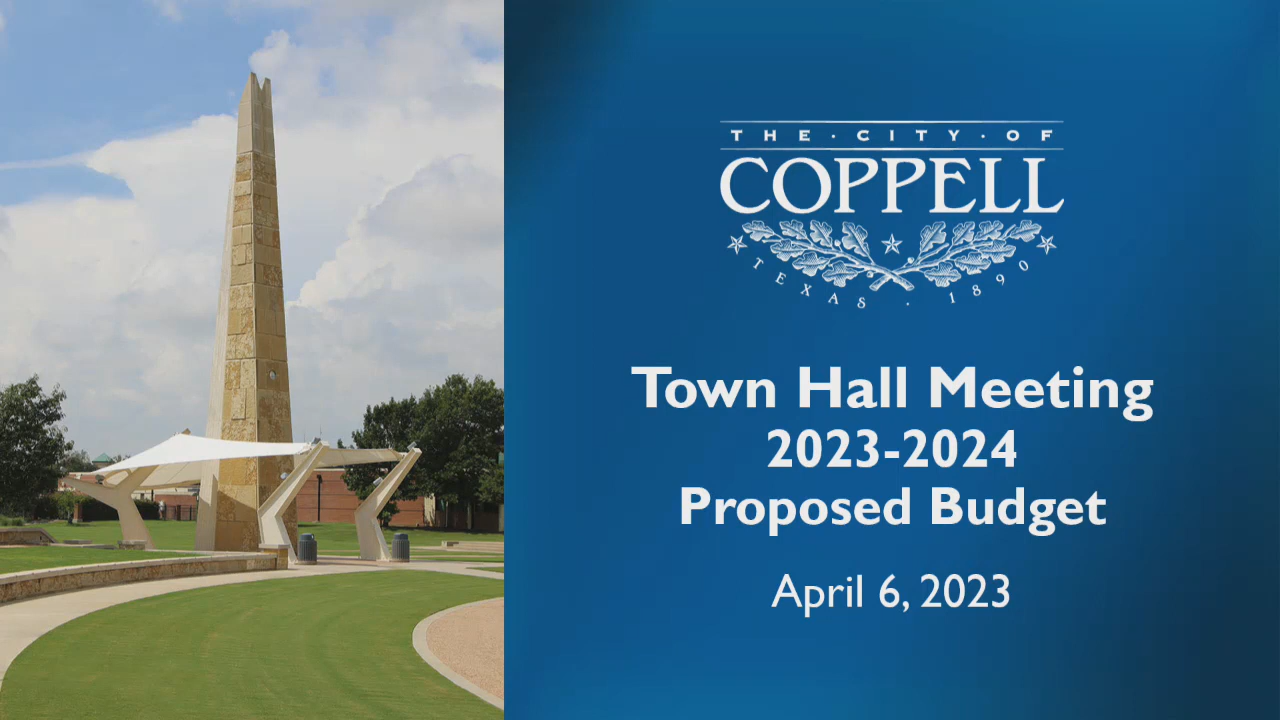 THE·CITY·OF
COPPELL
TEXAS · 1890
Town Hall Meeting
2023-2024
Proposed Budget
April 6, 2023